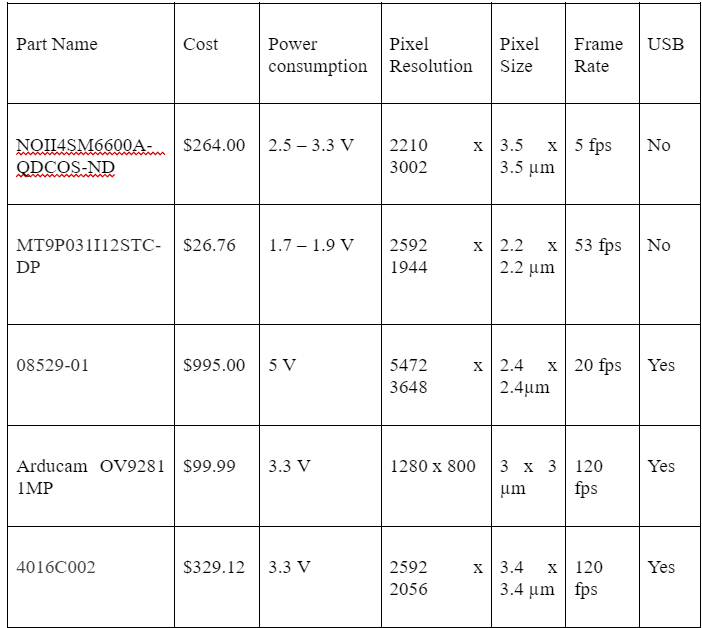 Part Name Cost Power consumption Pixel Resolution Pixel Size Frame Rate USB
NOII4SM6600A-QDCOS-ND $264.00 2.5 – 3.3 V 2210 x 3002 3.5 x 3.5 µm 5 fps No
MT9P031I12STC-DP $26.76 1.7 – 1.9 V 2592 x 1944 2.2 x 2.2 µm 53 fps No
08529-01 $995.00 5 V 5472 x 3648 2.4 x 2.4µm 20 fps Yes
Arducam OV9281 1MP $99.99 3.3 V 1280 x 800 3 x 3 µm 120 fps Yes
4016C002 $329.12 3.3 V 2592 x 2056 3.4 x 3.4 µm 120 fps Yes